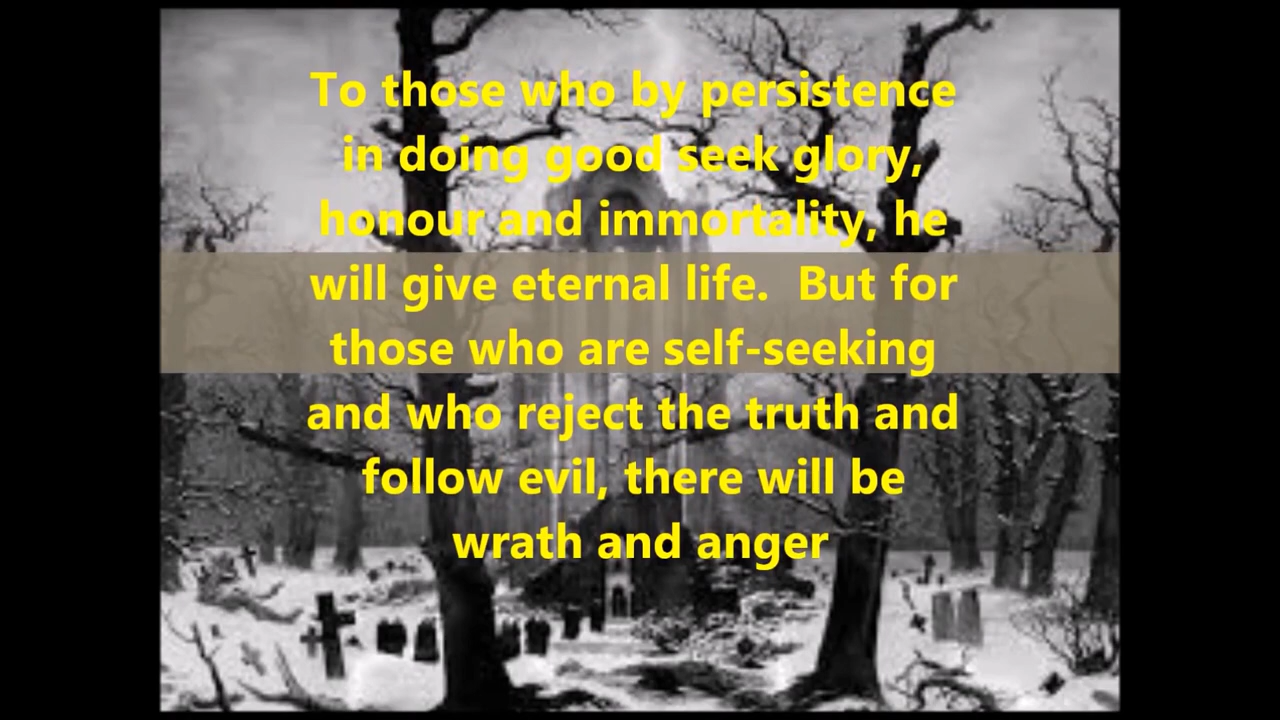 To those who by persistence
in doing good seek glory,
honour and immortality, he
will give eternal life.  But for
those who are self-seeking
and who reject the truth and
follow evil, there will be
wrath and anger